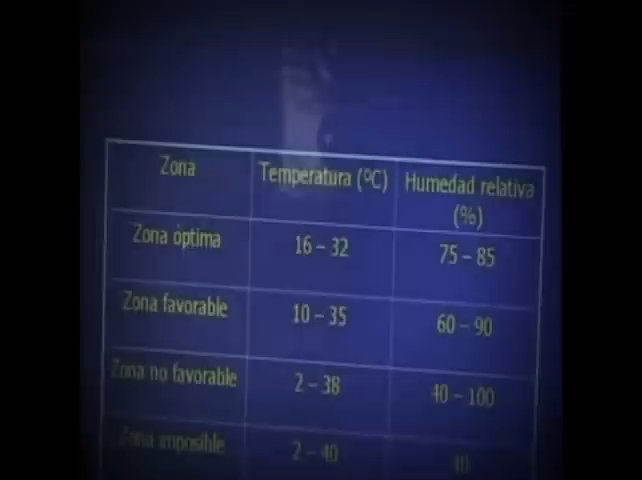 Zona Temperatura (ºC) Humedad relativa (%)
Zona óptima 16 – 32 75 – 85
Zona favorable 10 – 35 60 – 90
Zona no favorable 2 – 38 40 – 100
Zona imposible 2 – 40